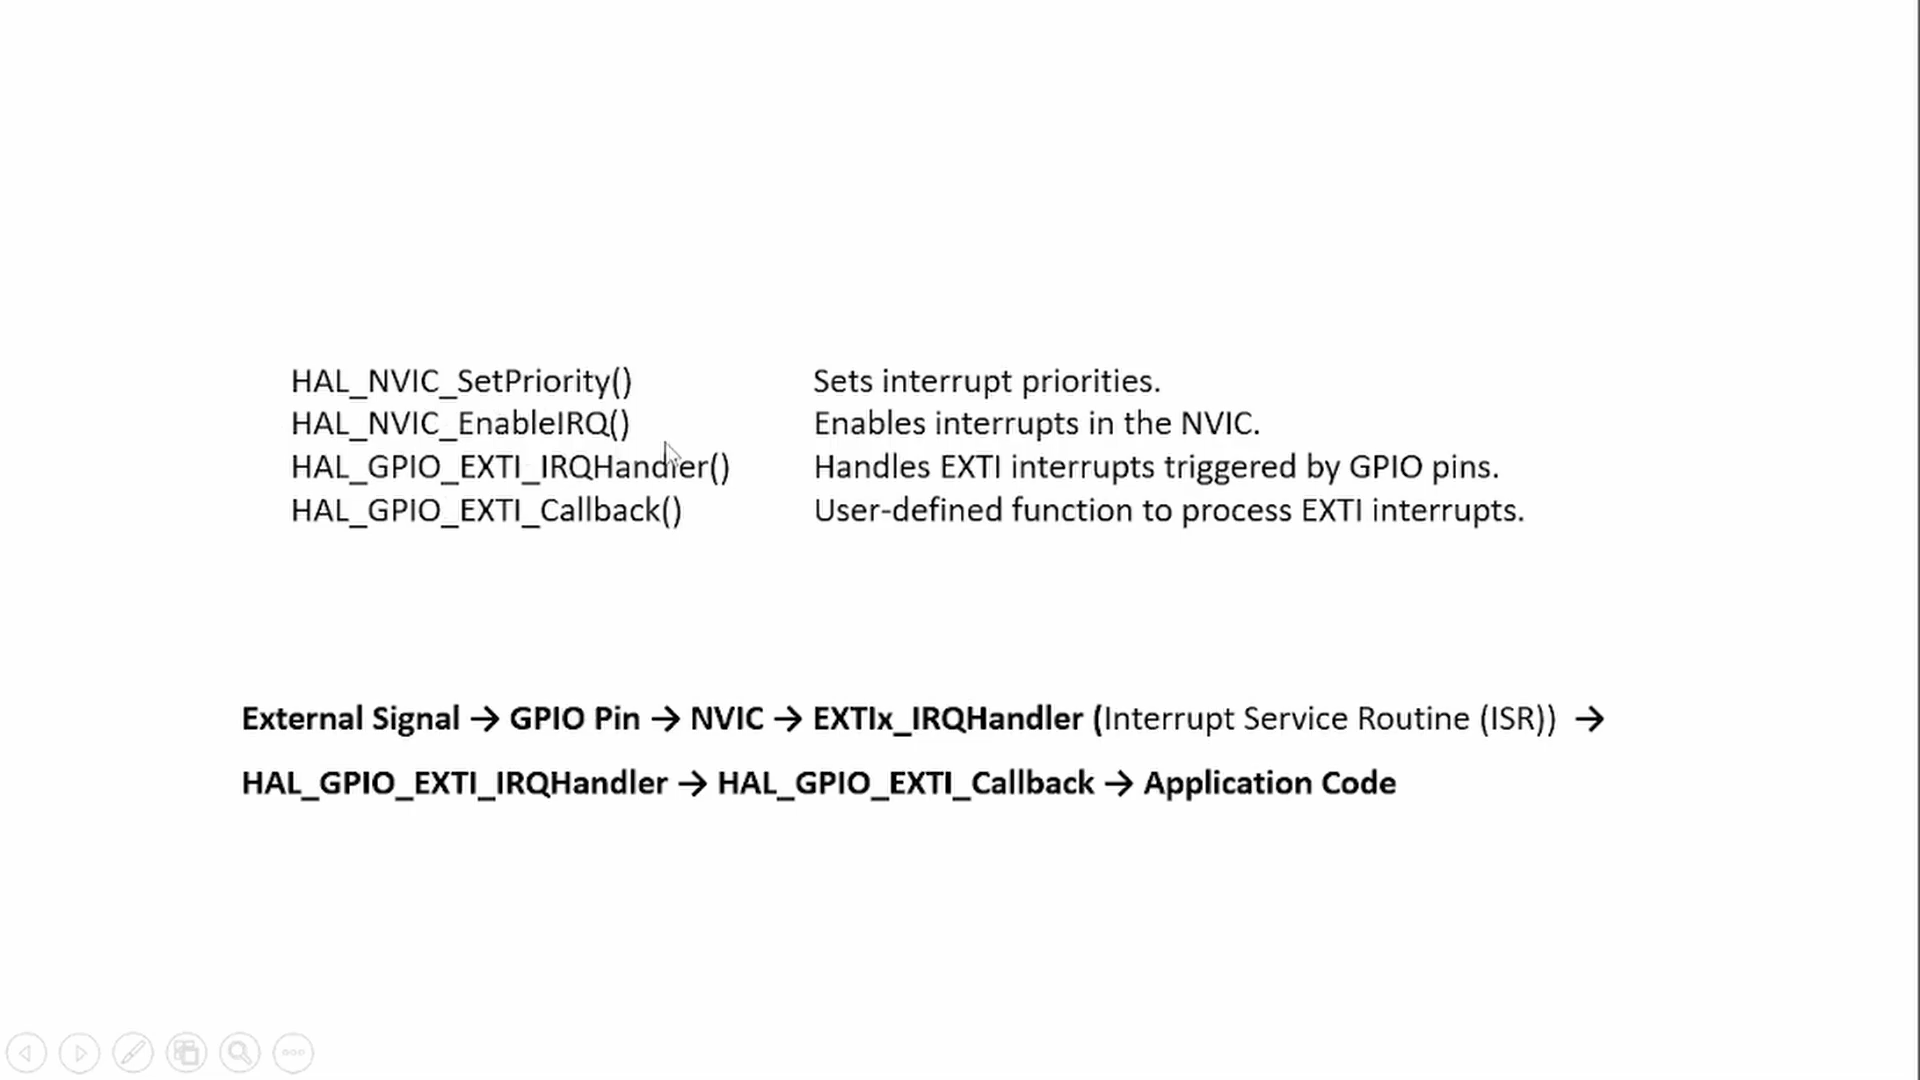 HAL_NVIC_SetPriority() Sets interrupt priorities.
HAL_NVIC_EnableIRQ() Enables interrupts in the NVIC.
HAL_GPIO_EXTI_IRQHandler() Handles EXTI interrupts triggered by GPIO pins.
HAL_GPIO_EXTI_Callback() User-defined function to process EXTI interrupts.
External Signal → GPIO Pin → NVIC → EXTIx_IRQHandler (Interrupt Service Routine (ISR)) →
HAL_GPIO_EXTI_IRQHandler → HAL_GPIO_EXTI_Callback → Application Code